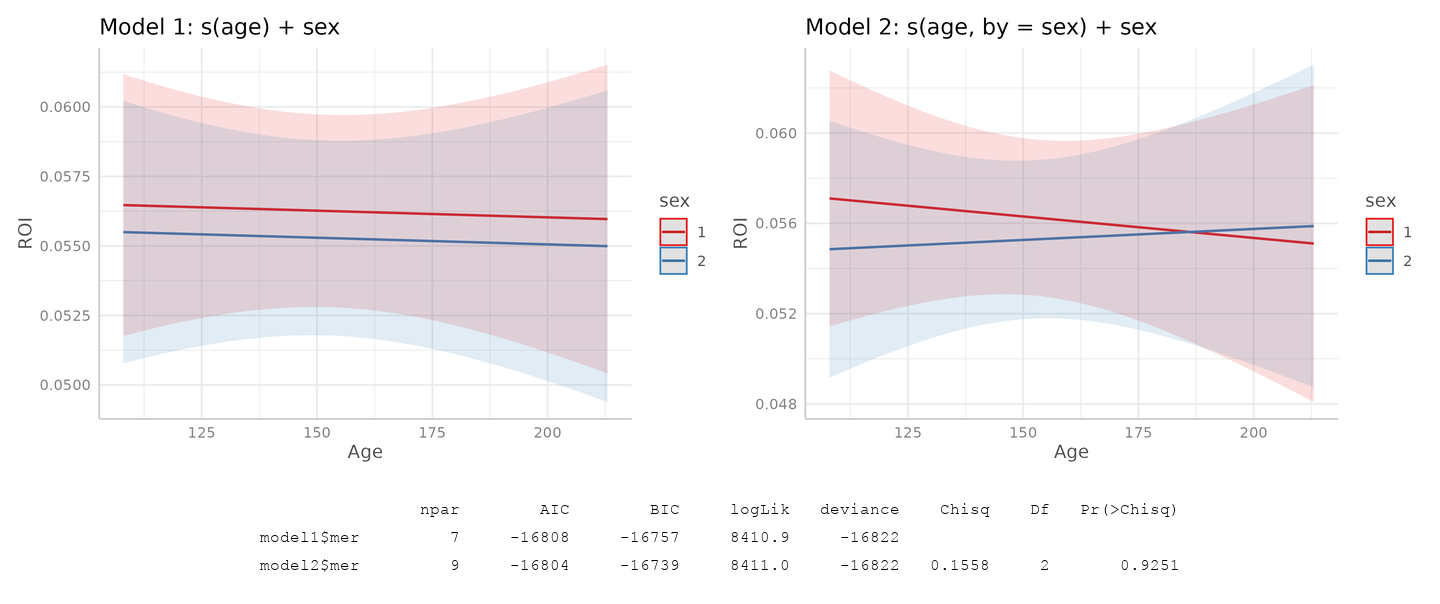 Model 1: s(age) + sex
0.0600
0.0575
0.0550
0.0525
0.0500
ROI
125 150 175 200
Age
sex
1
2
Model 2: s(age, by = sex) + sex
0.060
0.056
0.052
0.048
ROI
125 150 175 200
Age
sex
1
2
npar AIC BIC logLik deviance Chisq Df Pr(>Chisq)
model1$mer 7 -16808 -16757 8410.9 -16822
model2$mer 9 -16804 -16739 8411.0 -16822 0.1558 2 0.9251